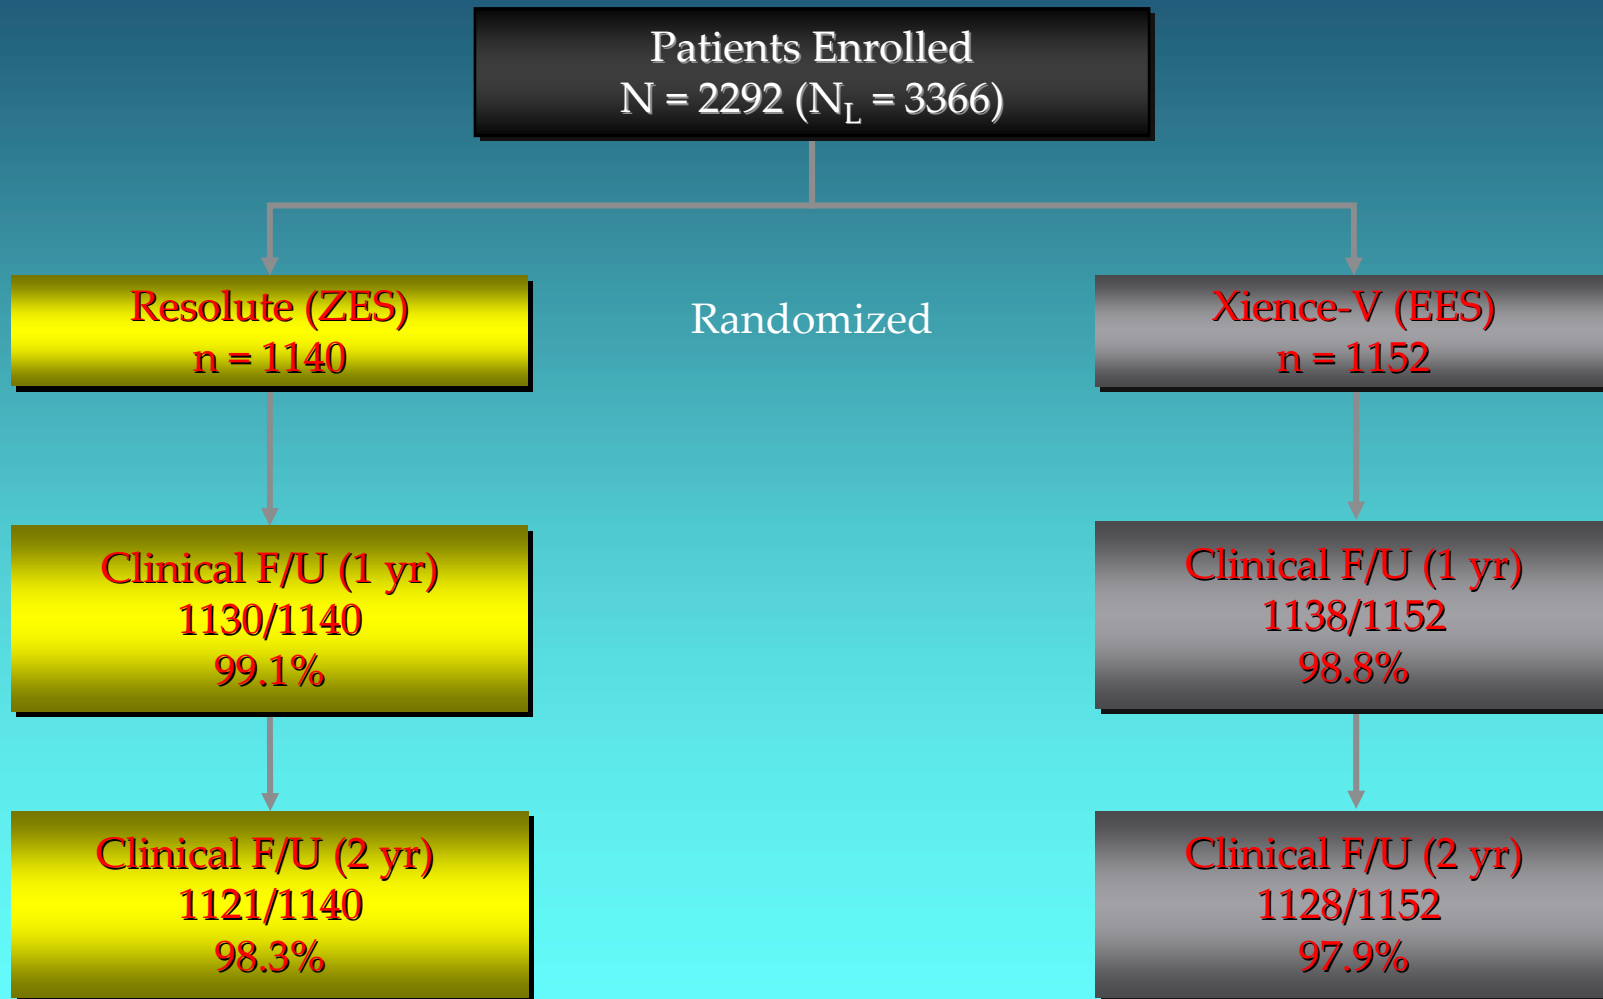 Patients Enrolled
N = 2292 (N_L = 3366)
Resolute (ZES)
n = 1140
Randomized
Xience-V (EES)
n = 1152
Clinical F/U (1 yr)
1130/1140
99.1%
Clinical F/U (1 yr)
1138/1152
98.8%
Clinical F/U (2 yr)
1121/1140
98.3%
Clinical F/U (2 yr)
1128/1152
97.9%